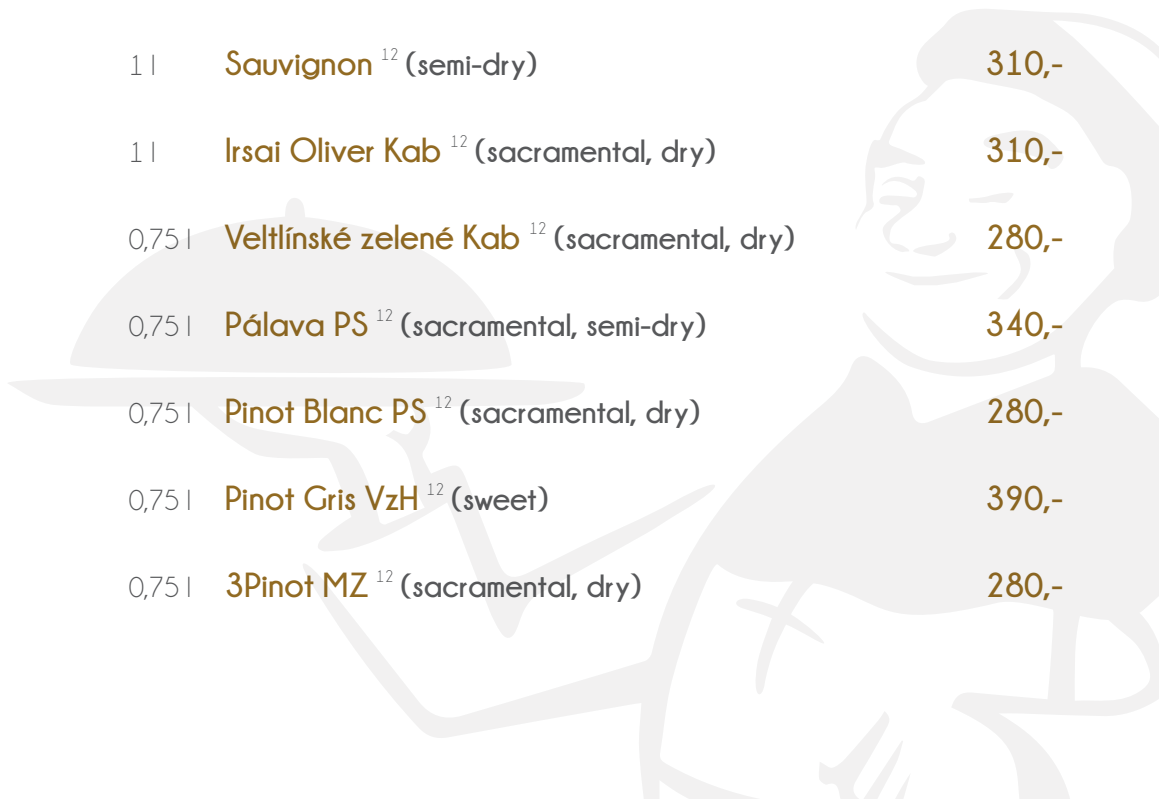 1 l Sauvignon 12 (semi-dry) 310,-
1 l Irsai Oliver Kab 12 (sacramental, dry) 310,-
0,75 l Veltlínské zelené Kab 12 (sacramental, dry) 280,-
0,75 l Pálava PS 12 (sacramental, semi-dry) 340,-
0,75 l Pinot Blanc PS 12 (sacramental, dry) 280,-
0,75 l Pinot Gris VzH 12 (sweet) 390,-
0,75 l 3Pinot MZ 12 (sacramental, dry) 280,-